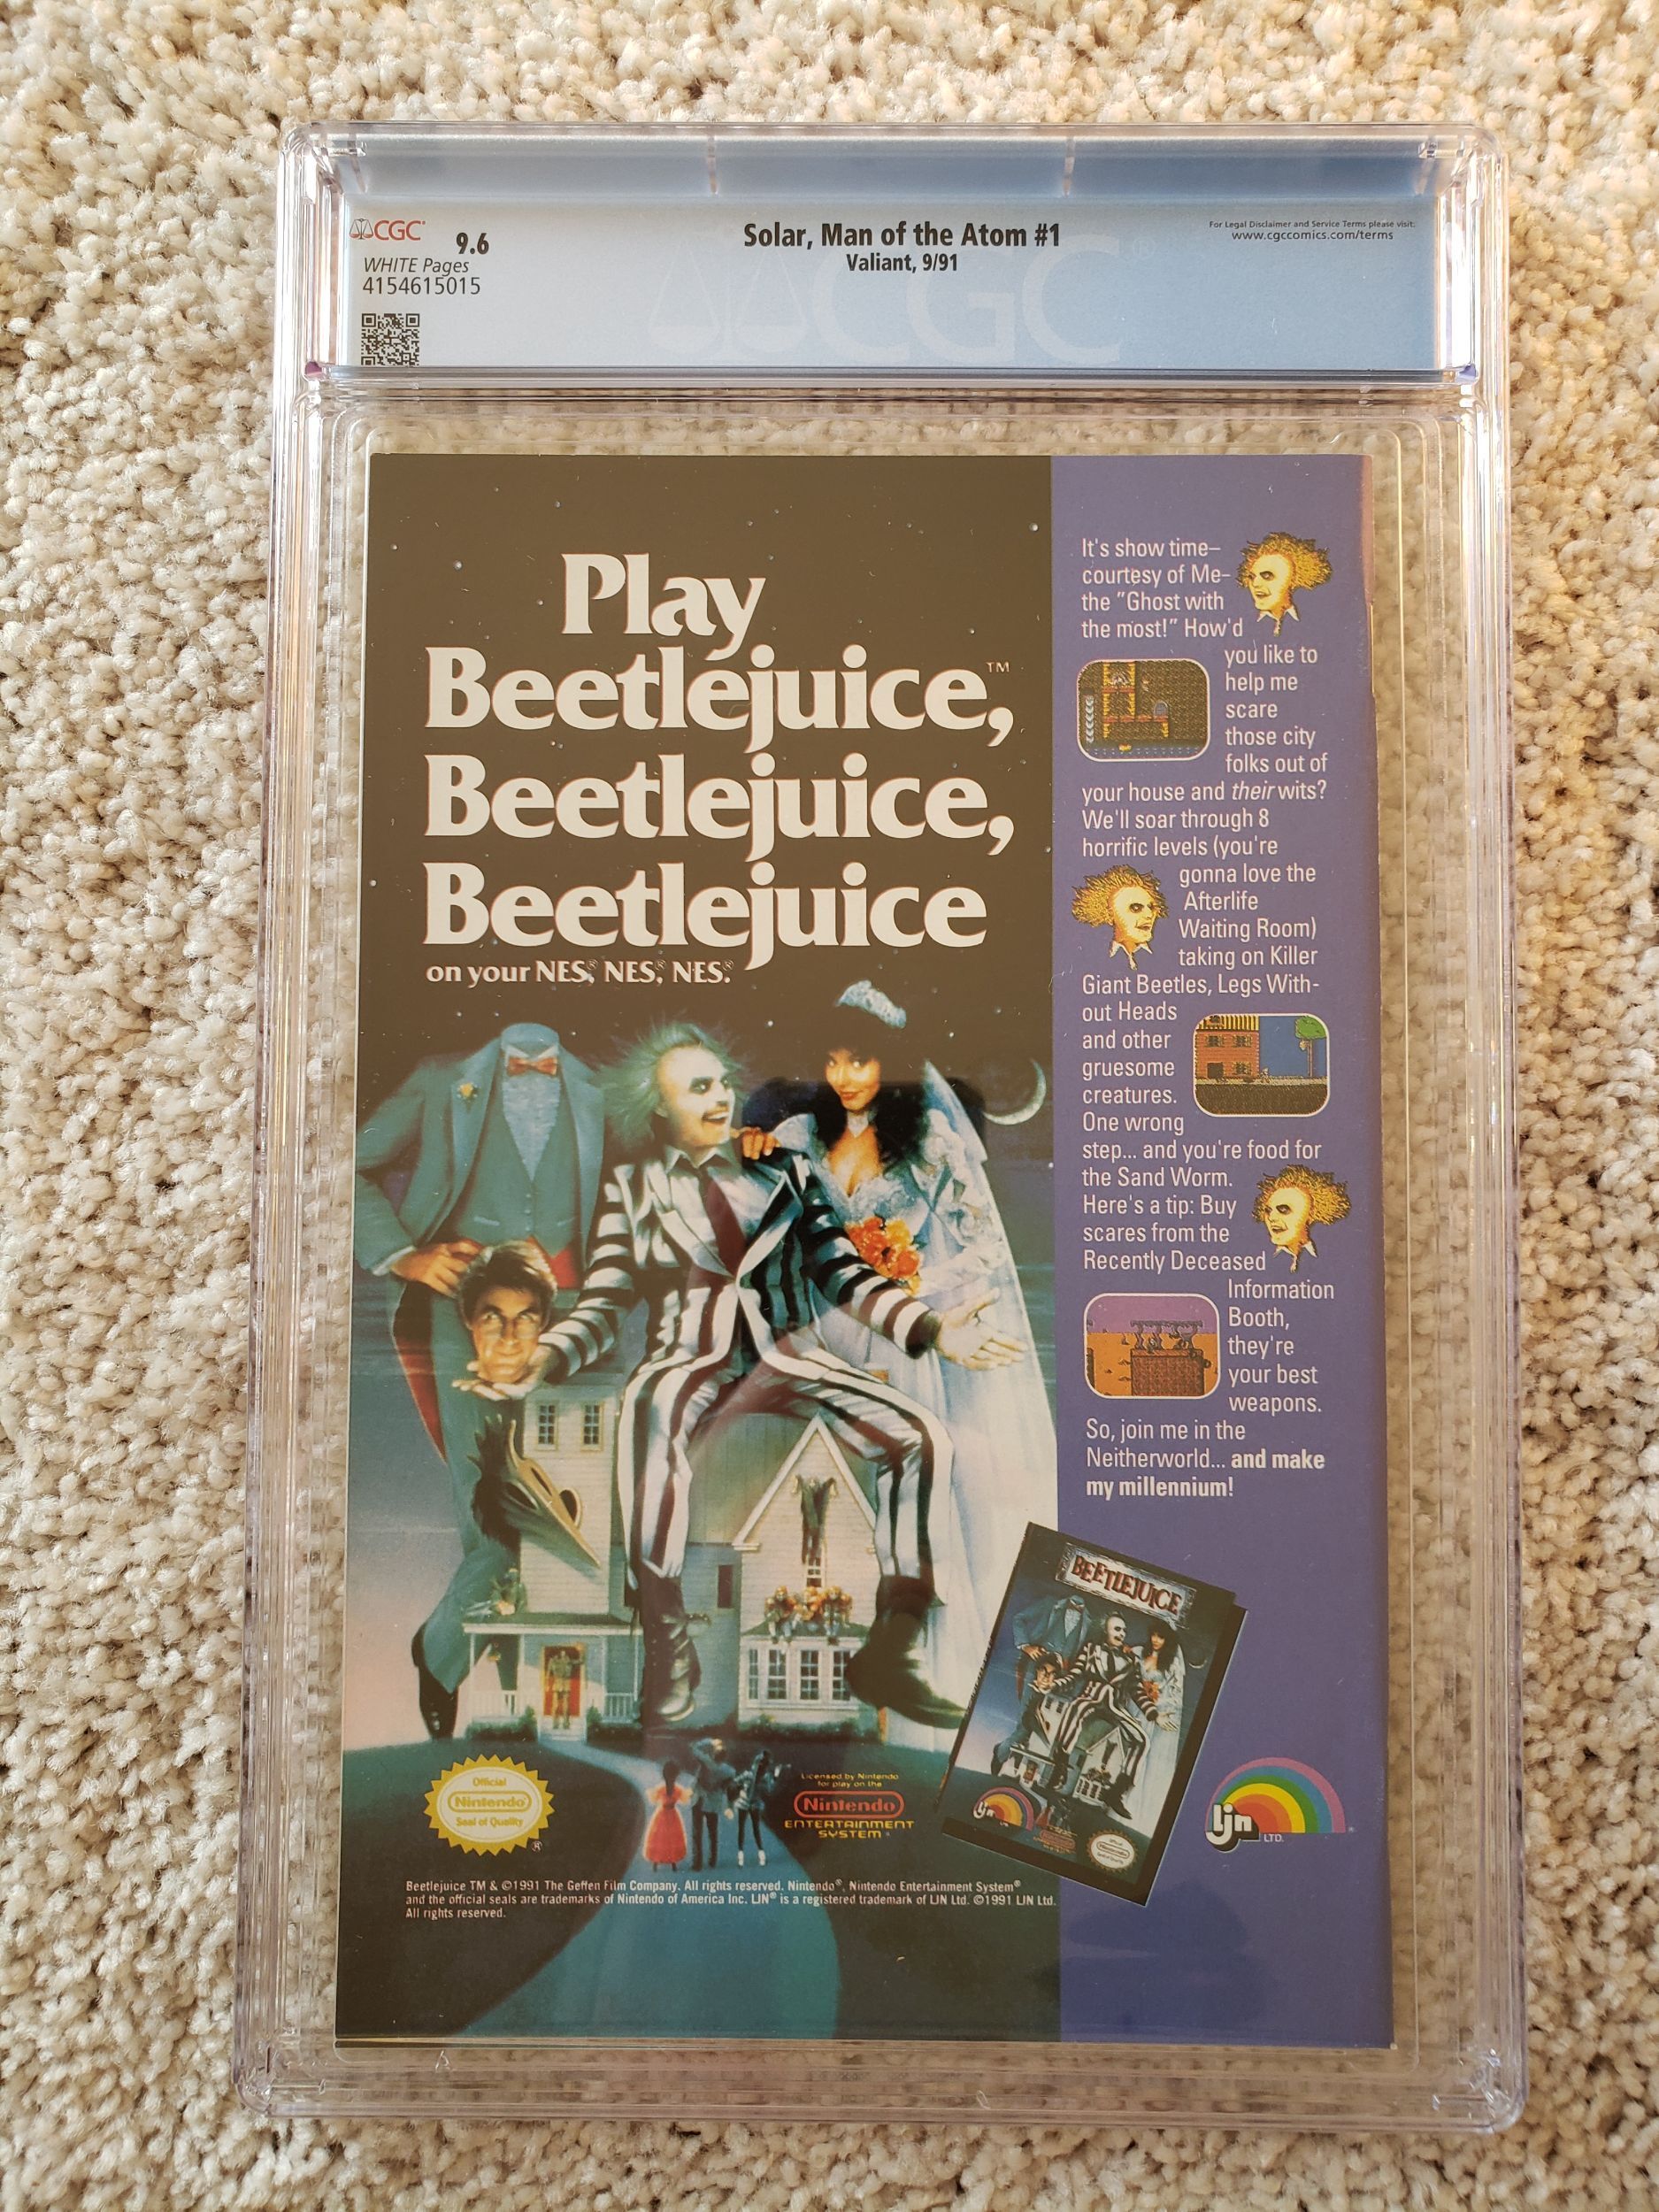 CGC
9.6
WHITE Pages
4154615015
Solar, Man of the Atom #1
Valiant, 9/91
For Legal Disclaimer and Service Terms please visit:
www.cgccomics.com/terms
CGC
Play
Beetlejuice,™
Beetlejuice,
Beetlejuice
on your NES,® NES,® NES.®
It's show time–
courtesy of Me–
the "Ghost with
the most!" How'd
you like to
help me
scare
those city
folks out of
your house and their wits?
We'll soar through 8
horrific levels (you're
gonna love the
Afterlife
Waiting Room)
taking on Killer
Giant Beetles, Legs With-
out Heads
and other
gruesome
creatures.
One wrong
step... and you're food for
the Sand Worm.
Here's a tip: Buy
scares from the
Recently Deceased
Information
Booth,
they're
your best
weapons.
So, join me in the
Neitherworld... and make
my millennium!
BEETLEJUICE
ljn
Nintendo
Official
Nintendo
Seal of Quality
®
Licensed by Nintendo
for play on the
Nintendo
ENTERTAINMENT
SYSTEM
ljn
LTD.
®
Beetlejuice TM & ©1991 The Geffen Film Company. All rights reserved. Nintendo®, Nintendo Entertainment System®
and the official seals are trademarks of Nintendo of America Inc. LJN® is a registered trademark of LJN Ltd. ©1991 LJN Ltd.
All rights reserved.